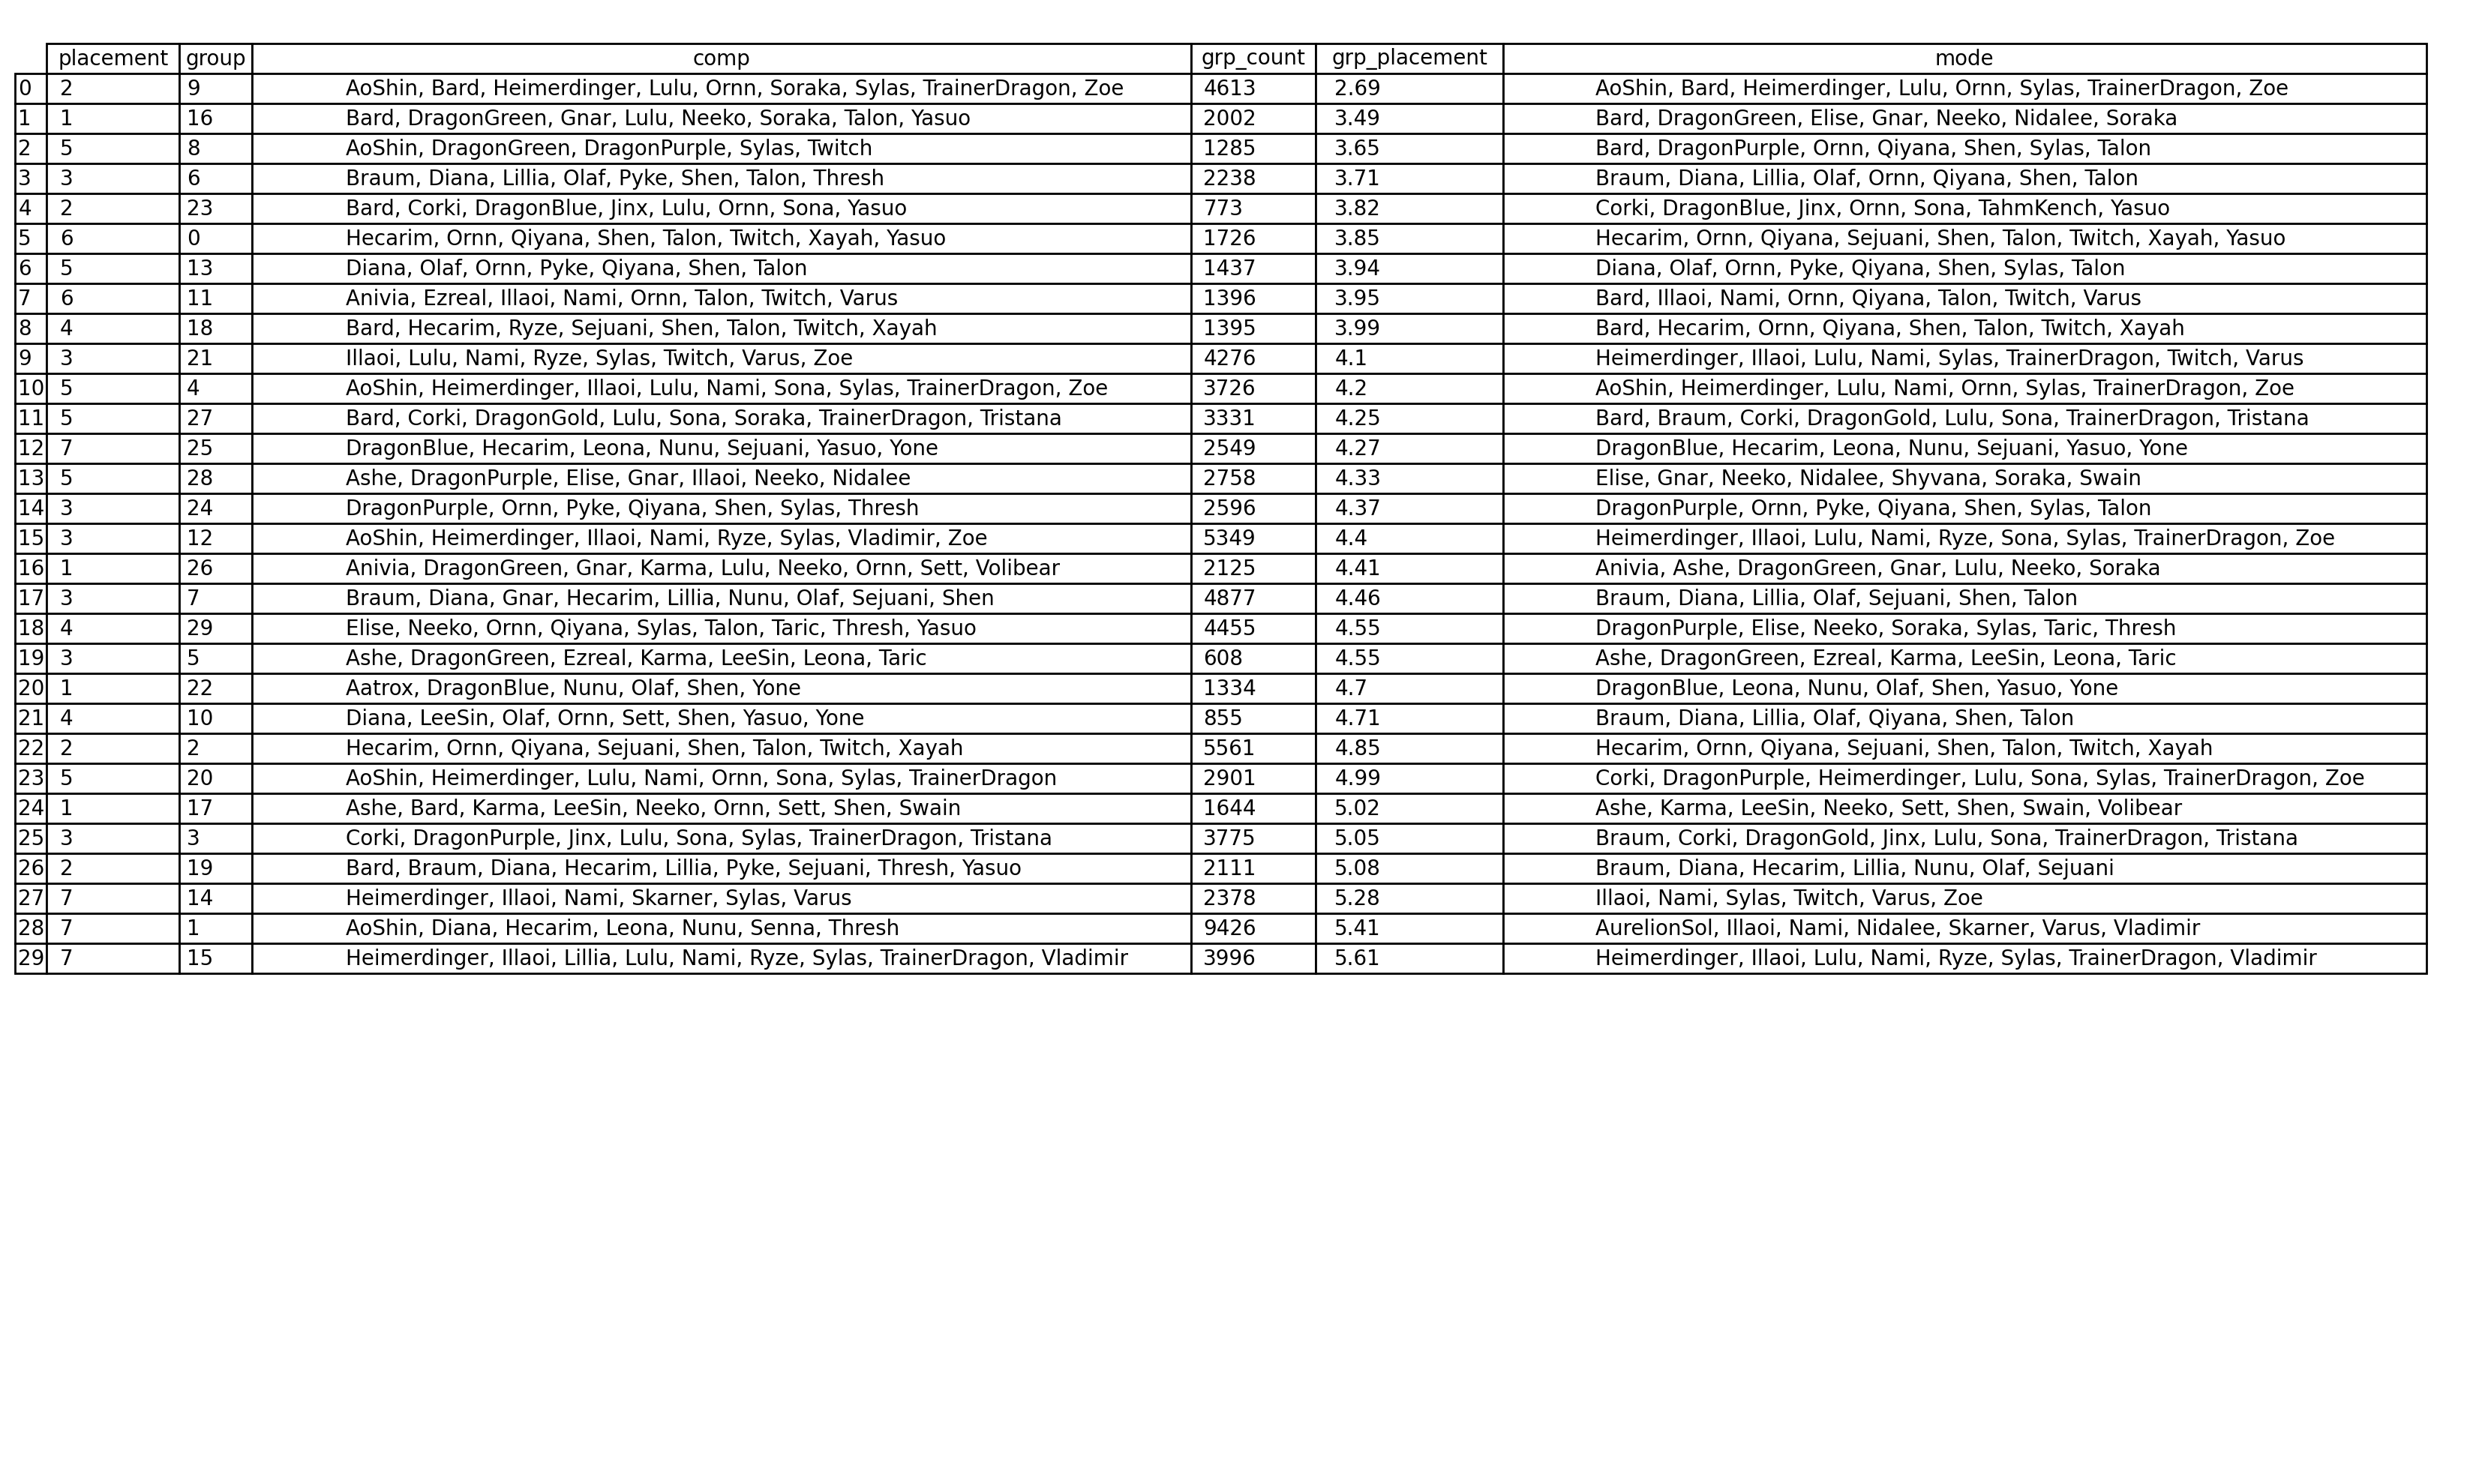 placement group comp grp_count grp_placement mode
0 2 9 AoShin, Bard, Heimerdinger, Lulu, Ornn, Soraka, Sylas, TrainerDragon, Zoe 4613 2.69 AoShin, Bard, Heimerdinger, Lulu, Ornn, Sylas, TrainerDragon, Zoe
1 1 16 Bard, DragonGreen, Gnar, Lulu, Neeko, Soraka, Talon, Yasuo 2002 3.49 Bard, DragonGreen, Elise, Gnar, Neeko, Nidalee, Soraka
2 5 8 AoShin, DragonGreen, DragonPurple, Sylas, Twitch 1285 3.65 Bard, DragonPurple, Ornn, Qiyana, Shen, Sylas, Talon
3 3 6 Braum, Diana, Lillia, Olaf, Pyke, Shen, Talon, Thresh 2238 3.71 Braum, Diana, Lillia, Olaf, Ornn, Qiyana, Shen, Talon
4 2 23 Bard, Corki, DragonBlue, Jinx, Lulu, Ornn, Sona, Yasuo 773 3.82 Corki, DragonBlue, Jinx, Ornn, Sona, TahmKench, Yasuo
5 6 0 Hecarim, Ornn, Qiyana, Shen, Talon, Twitch, Xayah, Yasuo 1726 3.85 Hecarim, Ornn, Qiyana, Sejuani, Shen, Talon, Twitch, Xayah, Yasuo
6 5 13 Diana, Olaf, Ornn, Pyke, Qiyana, Shen, Talon 1437 3.94 Diana, Olaf, Ornn, Pyke, Qiyana, Shen, Sylas, Talon
7 6 11 Anivia, Ezreal, Illaoi, Nami, Ornn, Talon, Twitch, Varus 1396 3.95 Bard, Illaoi, Nami, Ornn, Qiyana, Talon, Twitch, Varus
8 4 18 Bard, Hecarim, Ryze, Sejuani, Shen, Talon, Twitch, Xayah 1395 3.99 Bard, Hecarim, Ornn, Qiyana, Shen, Talon, Twitch, Xayah
9 3 21 Illaoi, Lulu, Nami, Ryze, Sylas, Twitch, Varus, Zoe 4276 4.1 Heimerdinger, Illaoi, Lulu, Nami, Sylas, TrainerDragon, Twitch, Varus
10 5 4 AoShin, Heimerdinger, Illaoi, Lulu, Nami, Sona, Sylas, TrainerDragon, Zoe 3726 4.2 AoShin, Heimerdinger, Lulu, Nami, Ornn, Sylas, TrainerDragon, Zoe
11 5 27 Bard, Corki, DragonGold, Lulu, Sona, Soraka, TrainerDragon, Tristana 3331 4.25 Bard, Braum, Corki, DragonGold, Lulu, Sona, TrainerDragon, Tristana
12 7 25 DragonBlue, Hecarim, Leona, Nunu, Sejuani, Yasuo, Yone 2549 4.27 DragonBlue, Hecarim, Leona, Nunu, Sejuani, Yasuo, Yone
13 5 28 Ashe, DragonPurple, Elise, Gnar, Illaoi, Neeko, Nidalee 2758 4.33 Elise, Gnar, Neeko, Nidalee, Shyvana, Soraka, Swain
14 3 24 DragonPurple, Ornn, Pyke, Qiyana, Shen, Sylas, Thresh 2596 4.37 DragonPurple, Ornn, Pyke, Qiyana, Shen, Sylas, Talon
15 3 12 AoShin, Heimerdinger, Illaoi, Nami, Ryze, Sylas, Vladimir, Zoe 5349 4.4 Heimerdinger, Illaoi, Lulu, Nami, Ryze, Sona, Sylas, TrainerDragon, Zoe
16 1 26 Anivia, DragonGreen, Gnar, Karma, Lulu, Neeko, Ornn, Sett, Volibear 2125 4.41 Anivia, Ashe, DragonGreen, Gnar, Lulu, Neeko, Soraka
17 3 7 Braum, Diana, Gnar, Hecarim, Lillia, Nunu, Olaf, Sejuani, Shen 4877 4.46 Braum, Diana, Lillia, Olaf, Sejuani, Shen, Talon
18 4 29 Elise, Neeko, Ornn, Qiyana, Sylas, Talon, Taric, Thresh, Yasuo 4455 4.55 DragonPurple, Elise, Neeko, Soraka, Sylas, Taric, Thresh
19 3 5 Ashe, DragonGreen, Ezreal, Karma, LeeSin, Leona, Taric 608 4.55 Ashe, DragonGreen, Ezreal, Karma, LeeSin, Leona, Taric
20 1 22 Aatrox, DragonBlue, Nunu, Olaf, Shen, Yone 1334 4.7 DragonBlue, Leona, Nunu, Olaf, Shen, Yasuo, Yone
21 4 10 Diana, LeeSin, Olaf, Ornn, Sett, Shen, Yasuo, Yone 855 4.71 Braum, Diana, Lillia, Olaf, Qiyana, Shen, Talon
22 2 2 Hecarim, Ornn, Qiyana, Sejuani, Shen, Talon, Twitch, Xayah 5561 4.85 Hecarim, Ornn, Qiyana, Sejuani, Shen, Talon, Twitch, Xayah
23 5 20 AoShin, Heimerdinger, Lulu, Nami, Ornn, Sona, Sylas, TrainerDragon 2901 4.99 Corki, DragonPurple, Heimerdinger, Lulu, Sona, Sylas, TrainerDragon, Zoe
24 1 17 Ashe, Bard, Karma, LeeSin, Neeko, Ornn, Sett, Shen, Swain 1644 5.02 Ashe, Karma, LeeSin, Neeko, Sett, Shen, Swain, Volibear
25 3 3 Corki, DragonPurple, Jinx, Lulu, Sona, Sylas, TrainerDragon, Tristana 3775 5.05 Braum, Corki, DragonGold, Jinx, Lulu, Sona, TrainerDragon, Tristana
26 2 19 Bard, Braum, Diana, Hecarim, Lillia, Pyke, Sejuani, Thresh, Yasuo 2111 5.08 Braum, Diana, Hecarim, Lillia, Nunu, Olaf, Sejuani
27 7 14 Heimerdinger, Illaoi, Nami, Skarner, Sylas, Varus 2378 5.28 Illaoi, Nami, Sylas, Twitch, Varus, Zoe
28 7 1 AoShin, Diana, Hecarim, Leona, Nunu, Senna, Thresh 9426 5.41 AurelionSol, Illaoi, Nami, Nidalee, Skarner, Varus, Vladimir
29 7 15 Heimerdinger, Illaoi, Lillia, Lulu, Nami, Ryze, Sylas, TrainerDragon, Vladimir 3996 5.61 Heimerdinger, Illaoi, Lulu, Nami, Ryze, Sylas, TrainerDragon, Vladimir